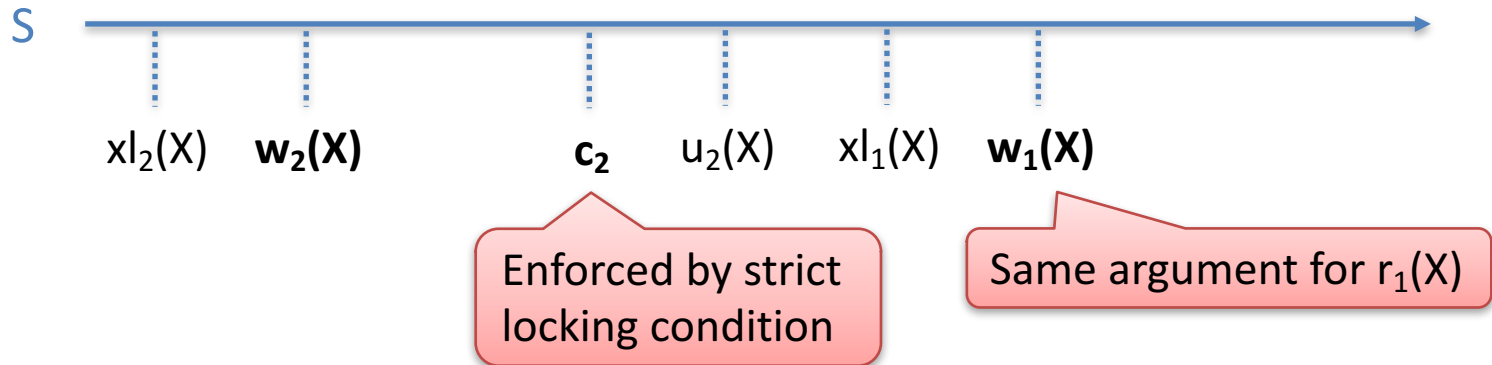 S
xl₂(X) w₂(X) c₂ u₂(X) xl₁(X) w₁(X)
Enforced by strict
locking condition
Same argument for r₁(X)